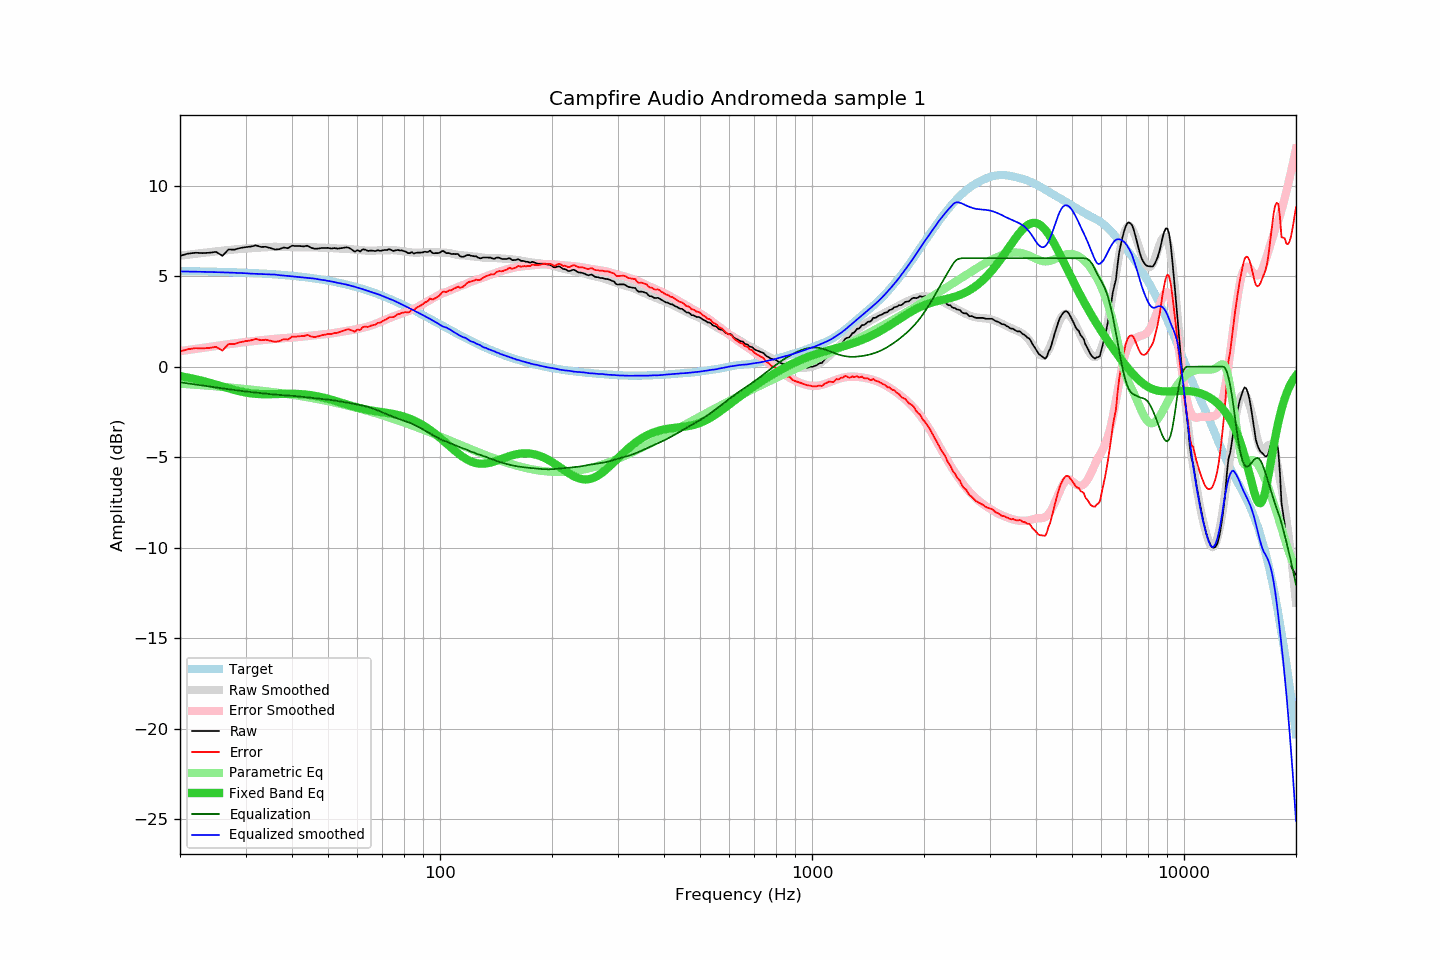 Campfire Audio Andromeda sample 1
10
5
0
−5
−10
−15
−20
−25
Amplitude (dBr)
Target
Raw Smoothed
Error Smoothed
Raw
Error
Parametric Eq
Fixed Band Eq
Equalization
Equalized smoothed
100
1000
10000
Frequency (Hz)